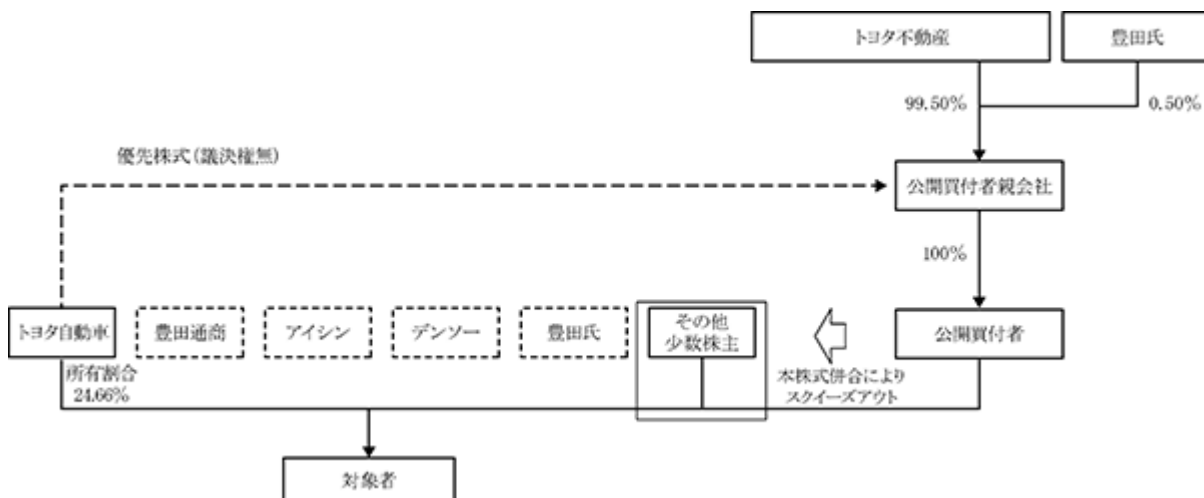 トヨタ不動産
豊田氏
99.50%
0.50%
優先株式(議決権無)
公開買付者親会社
100%
トヨタ自動車
豊田通商
アイシン
デンソー
豊田氏
その他
少数株主
公開買付者
所有割合
24.66%
本株式併合により
スクイーズアウト
対象者